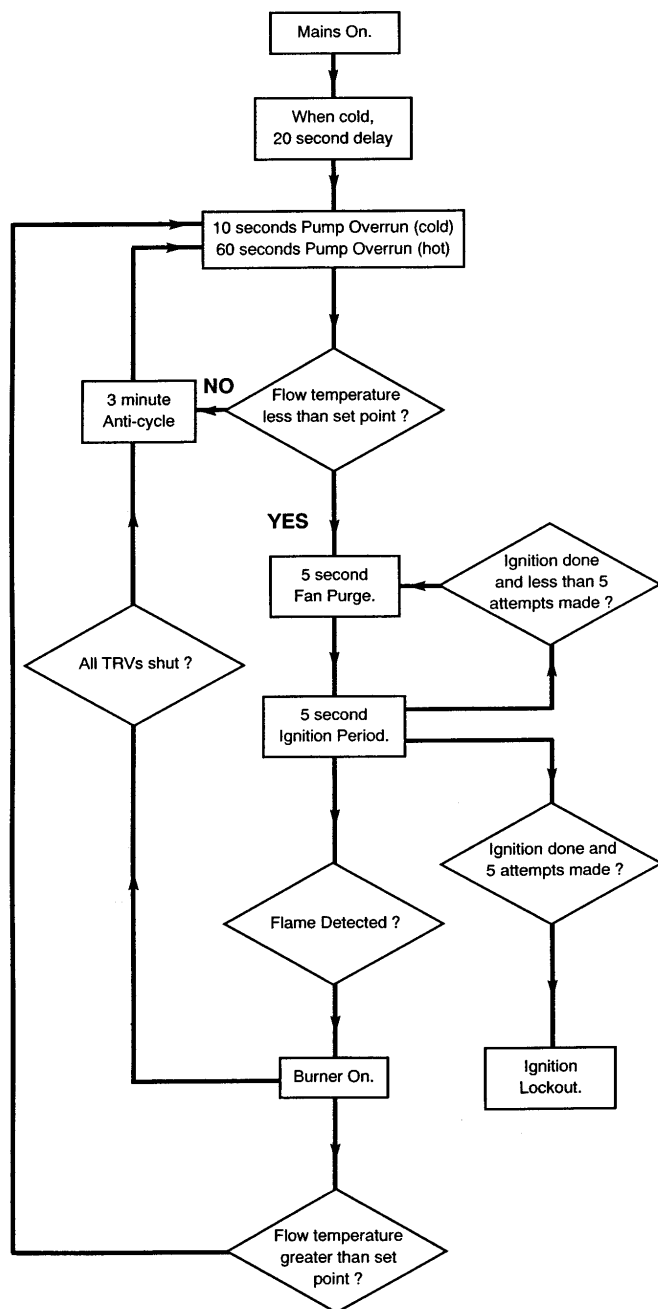 Mains On.
When cold,
20 second delay
10 seconds Pump Overrun (cold)
60 seconds Pump Overrun (hot)
Flow temperature
less than set point ?
NO
3 minute
Anti-cycle
YES
5 second
Fan Purge.
Ignition done
and less than 5
attempts made ?
All TRVs shut ?
5 second
Ignition Period.
Ignition done and
5 attempts made ?
Flame Detected ?
Burner On.
Ignition
Lockout.
Flow temperature
greater than set
point ?